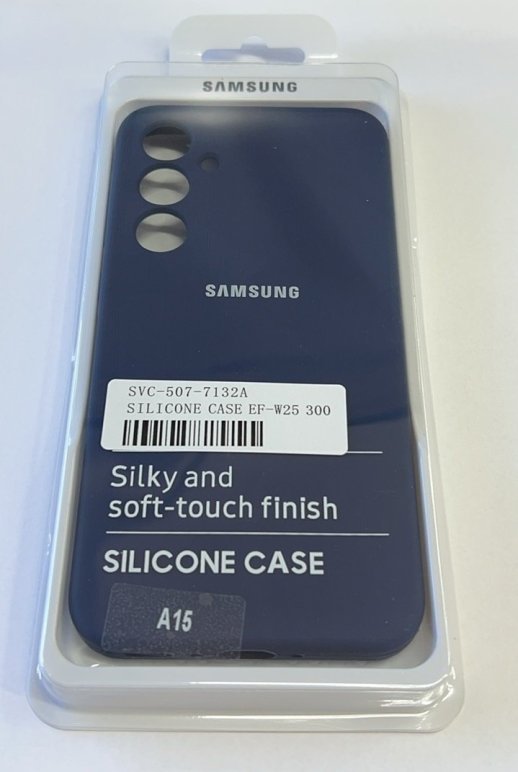 SAMSUNG
SAMSUNG
SVC-507-7132A
SILICONE CASE EF-W25 300
Silky and
soft-touch finish
SILICONE CASE
A15